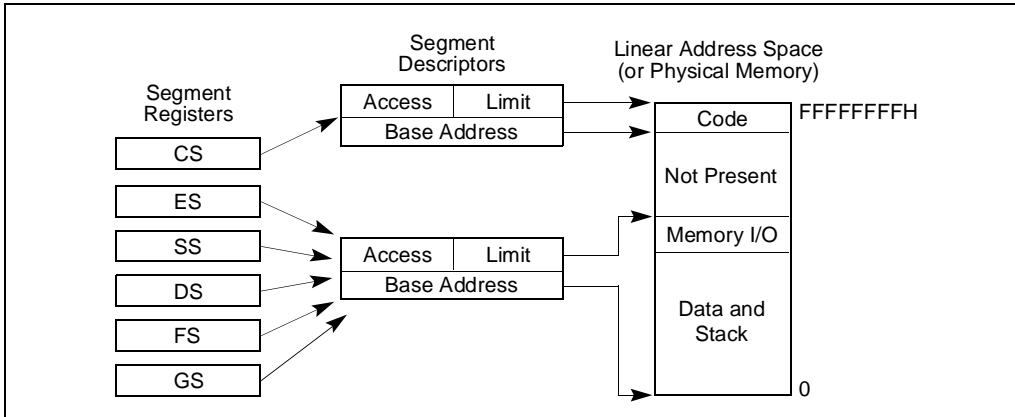 Segment
Registers
CS
ES
SS
DS
FS
GS
Segment
Descriptors
Access Limit
Base Address
Access Limit
Base Address
Linear Address Space
(or Physical Memory)
Code
FFFFFFFFH
Not Present
Memory I/O
Data and
Stack
0